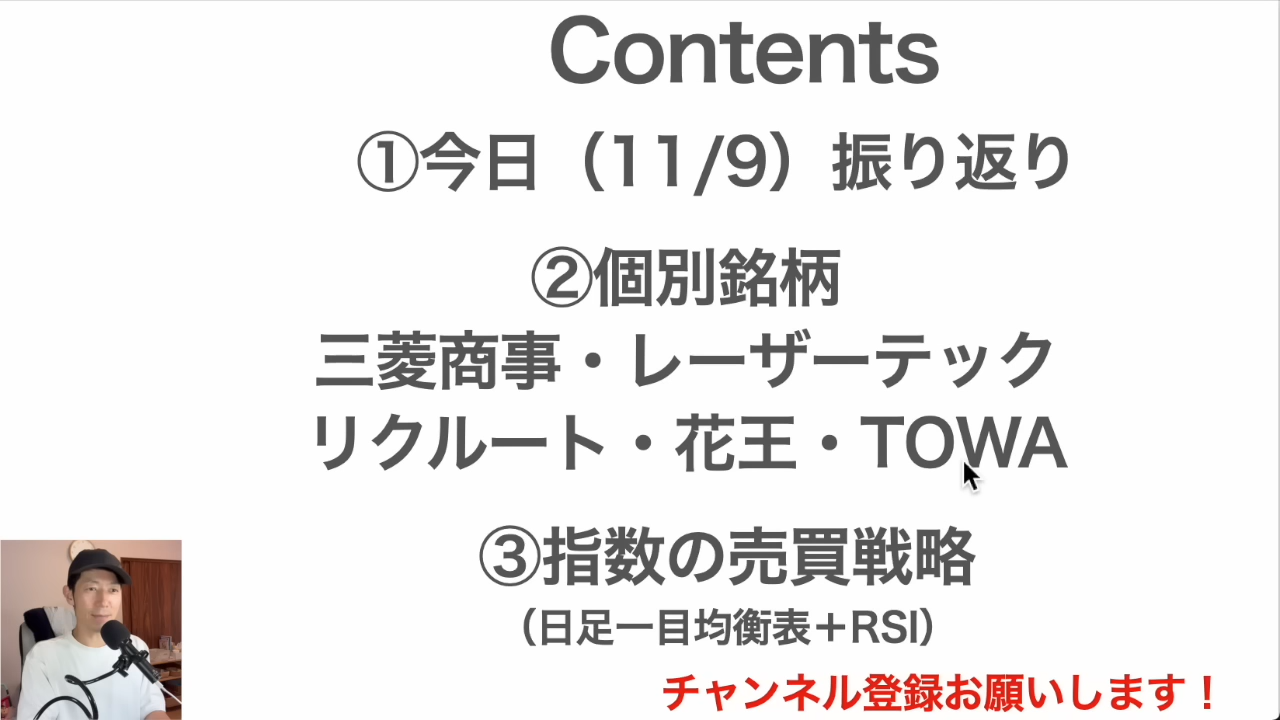 Contents
①今日（11/9）振り返り
②個別銘柄
三菱商事・レーザーテック
リクルート・花王・TOWA
③指数の売買戦略
（日足一目均衡表＋RSI）
チャンネル登録お願いします！